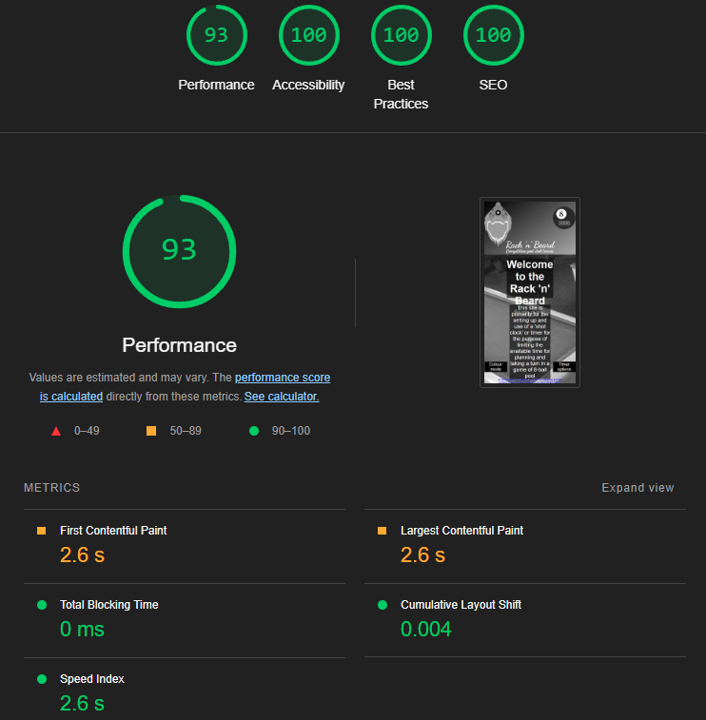 93
100
100
100
Performance
Accessibility
Best
Practices
SEO
93
Performance
Values are estimated and may vary. The performance score
is calculated directly from these metrics. See calculator.
0–49
50–89
90–100
8
Rack 'n' Beard
Welcome
to the
Rack 'n'
Beard
This site is
primarily for the
setting up and
use of a 'shot
clock' or timer for
the purpose of
limiting the
available time for
planning and
taking a turn in a
game of 8-ball
pool
Colour
mode
Timer
options
METRICS
Expand view
First Contentful Paint
2.6 s
Largest Contentful Paint
2.6 s
Total Blocking Time
0 ms
Cumulative Layout Shift
0.004
Speed Index
2.6 s